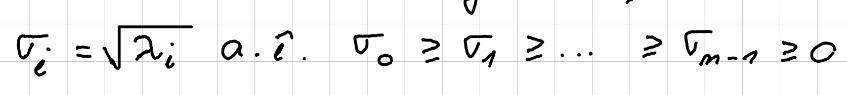 σ_i = √λ_i a.î. σ_0 ≥ σ_1 ≥ ... ≥ σ_{n-1} ≥ 0